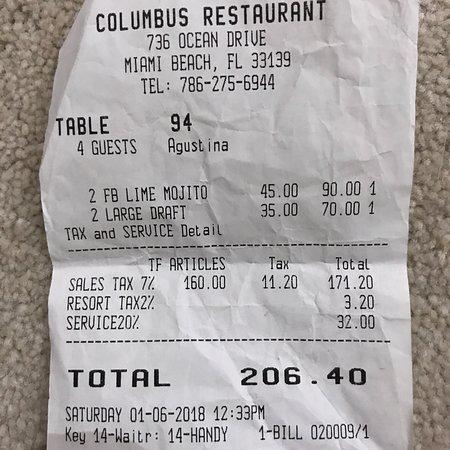 COLUMBUS RESTAURANT
736 OCEAN DRIVE
MIAMI BEACH, FL 33139
TEL: 786-275-6944
TABLE 94
4 GUESTS Agustina
2 FB LIME MOJITO 45.00 90.00 1
2 LARGE DRAFT 35.00 70.00 1
TAX and SERVICE Detail
TF ARTICLES Tax Total
SALES TAX 7% 160.00 11.20 171.20
RESORT TAX2% 3.20
SERVICE20% 32.00
TOTAL 206.40
SATURDAY 01-06-2018 12:33PM
Key 14-Waitr: 14-HANDY 1-BILL 020009/1